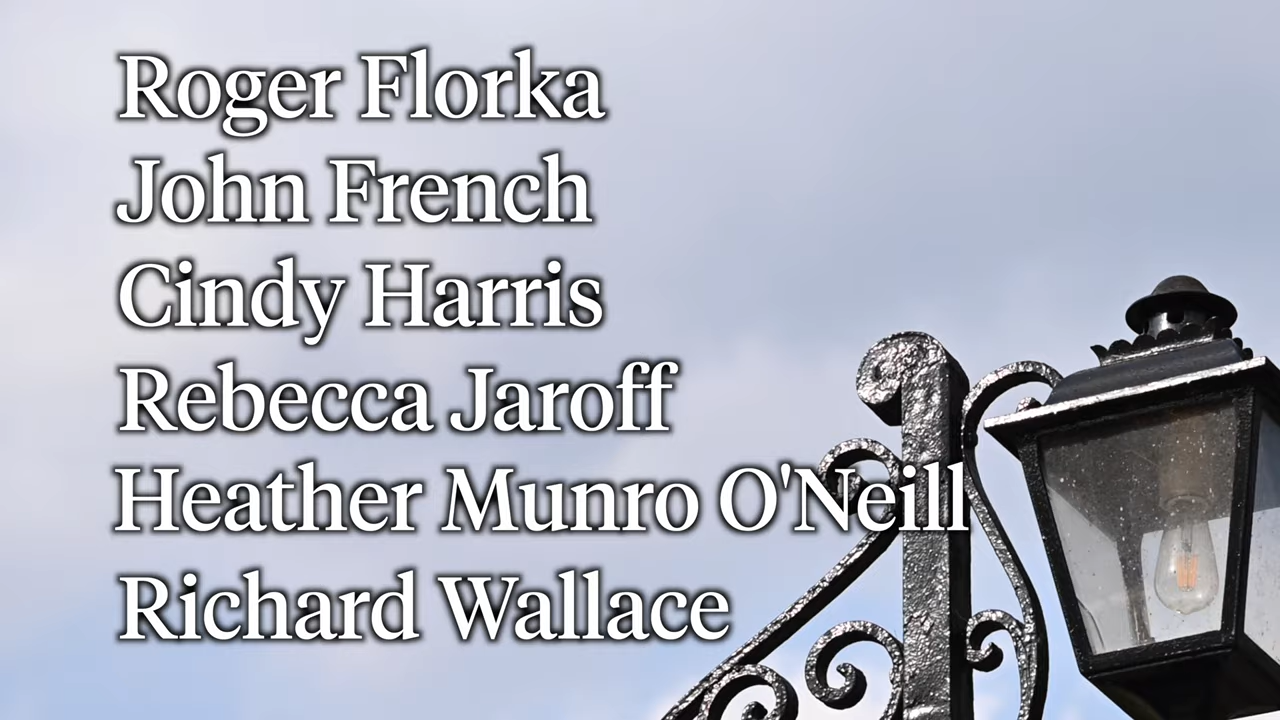 Roger Florka
John French
Cindy Harris
Rebecca Jaroff
Heather Munro O'Neill
Richard Wallace